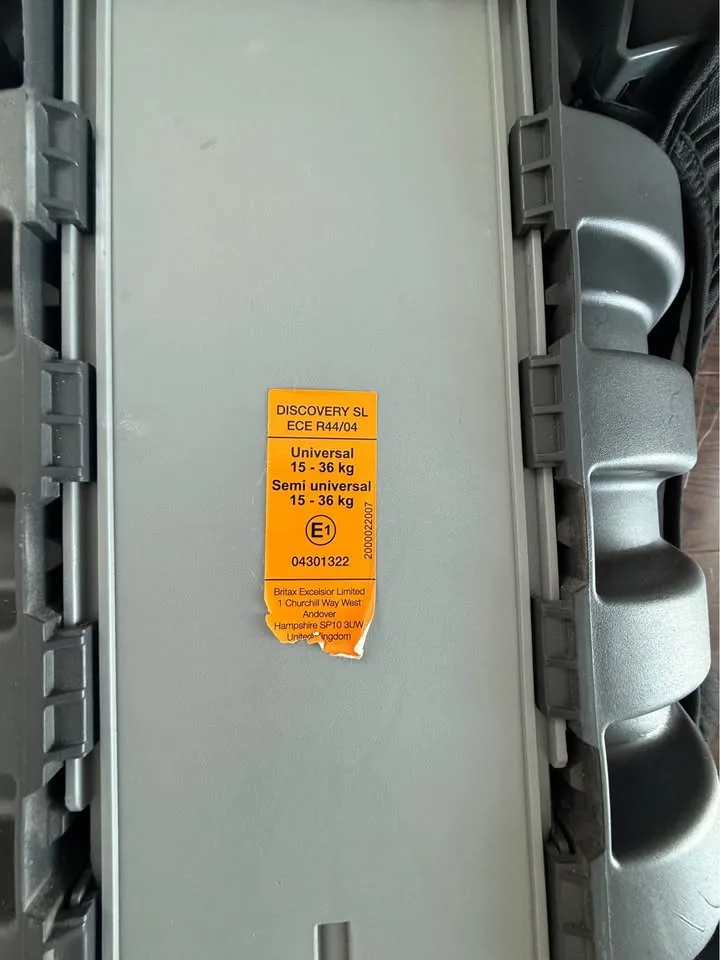 DISCOVERY SL
ECE R44/04
Universal
15 - 36 kg
Semi universal
15 - 36 kg
E1
04301322
2000022007
Britax Excelsior Limited
1 Churchill Way West
Andover
Hampshire SP10 3UW
United Kingdom